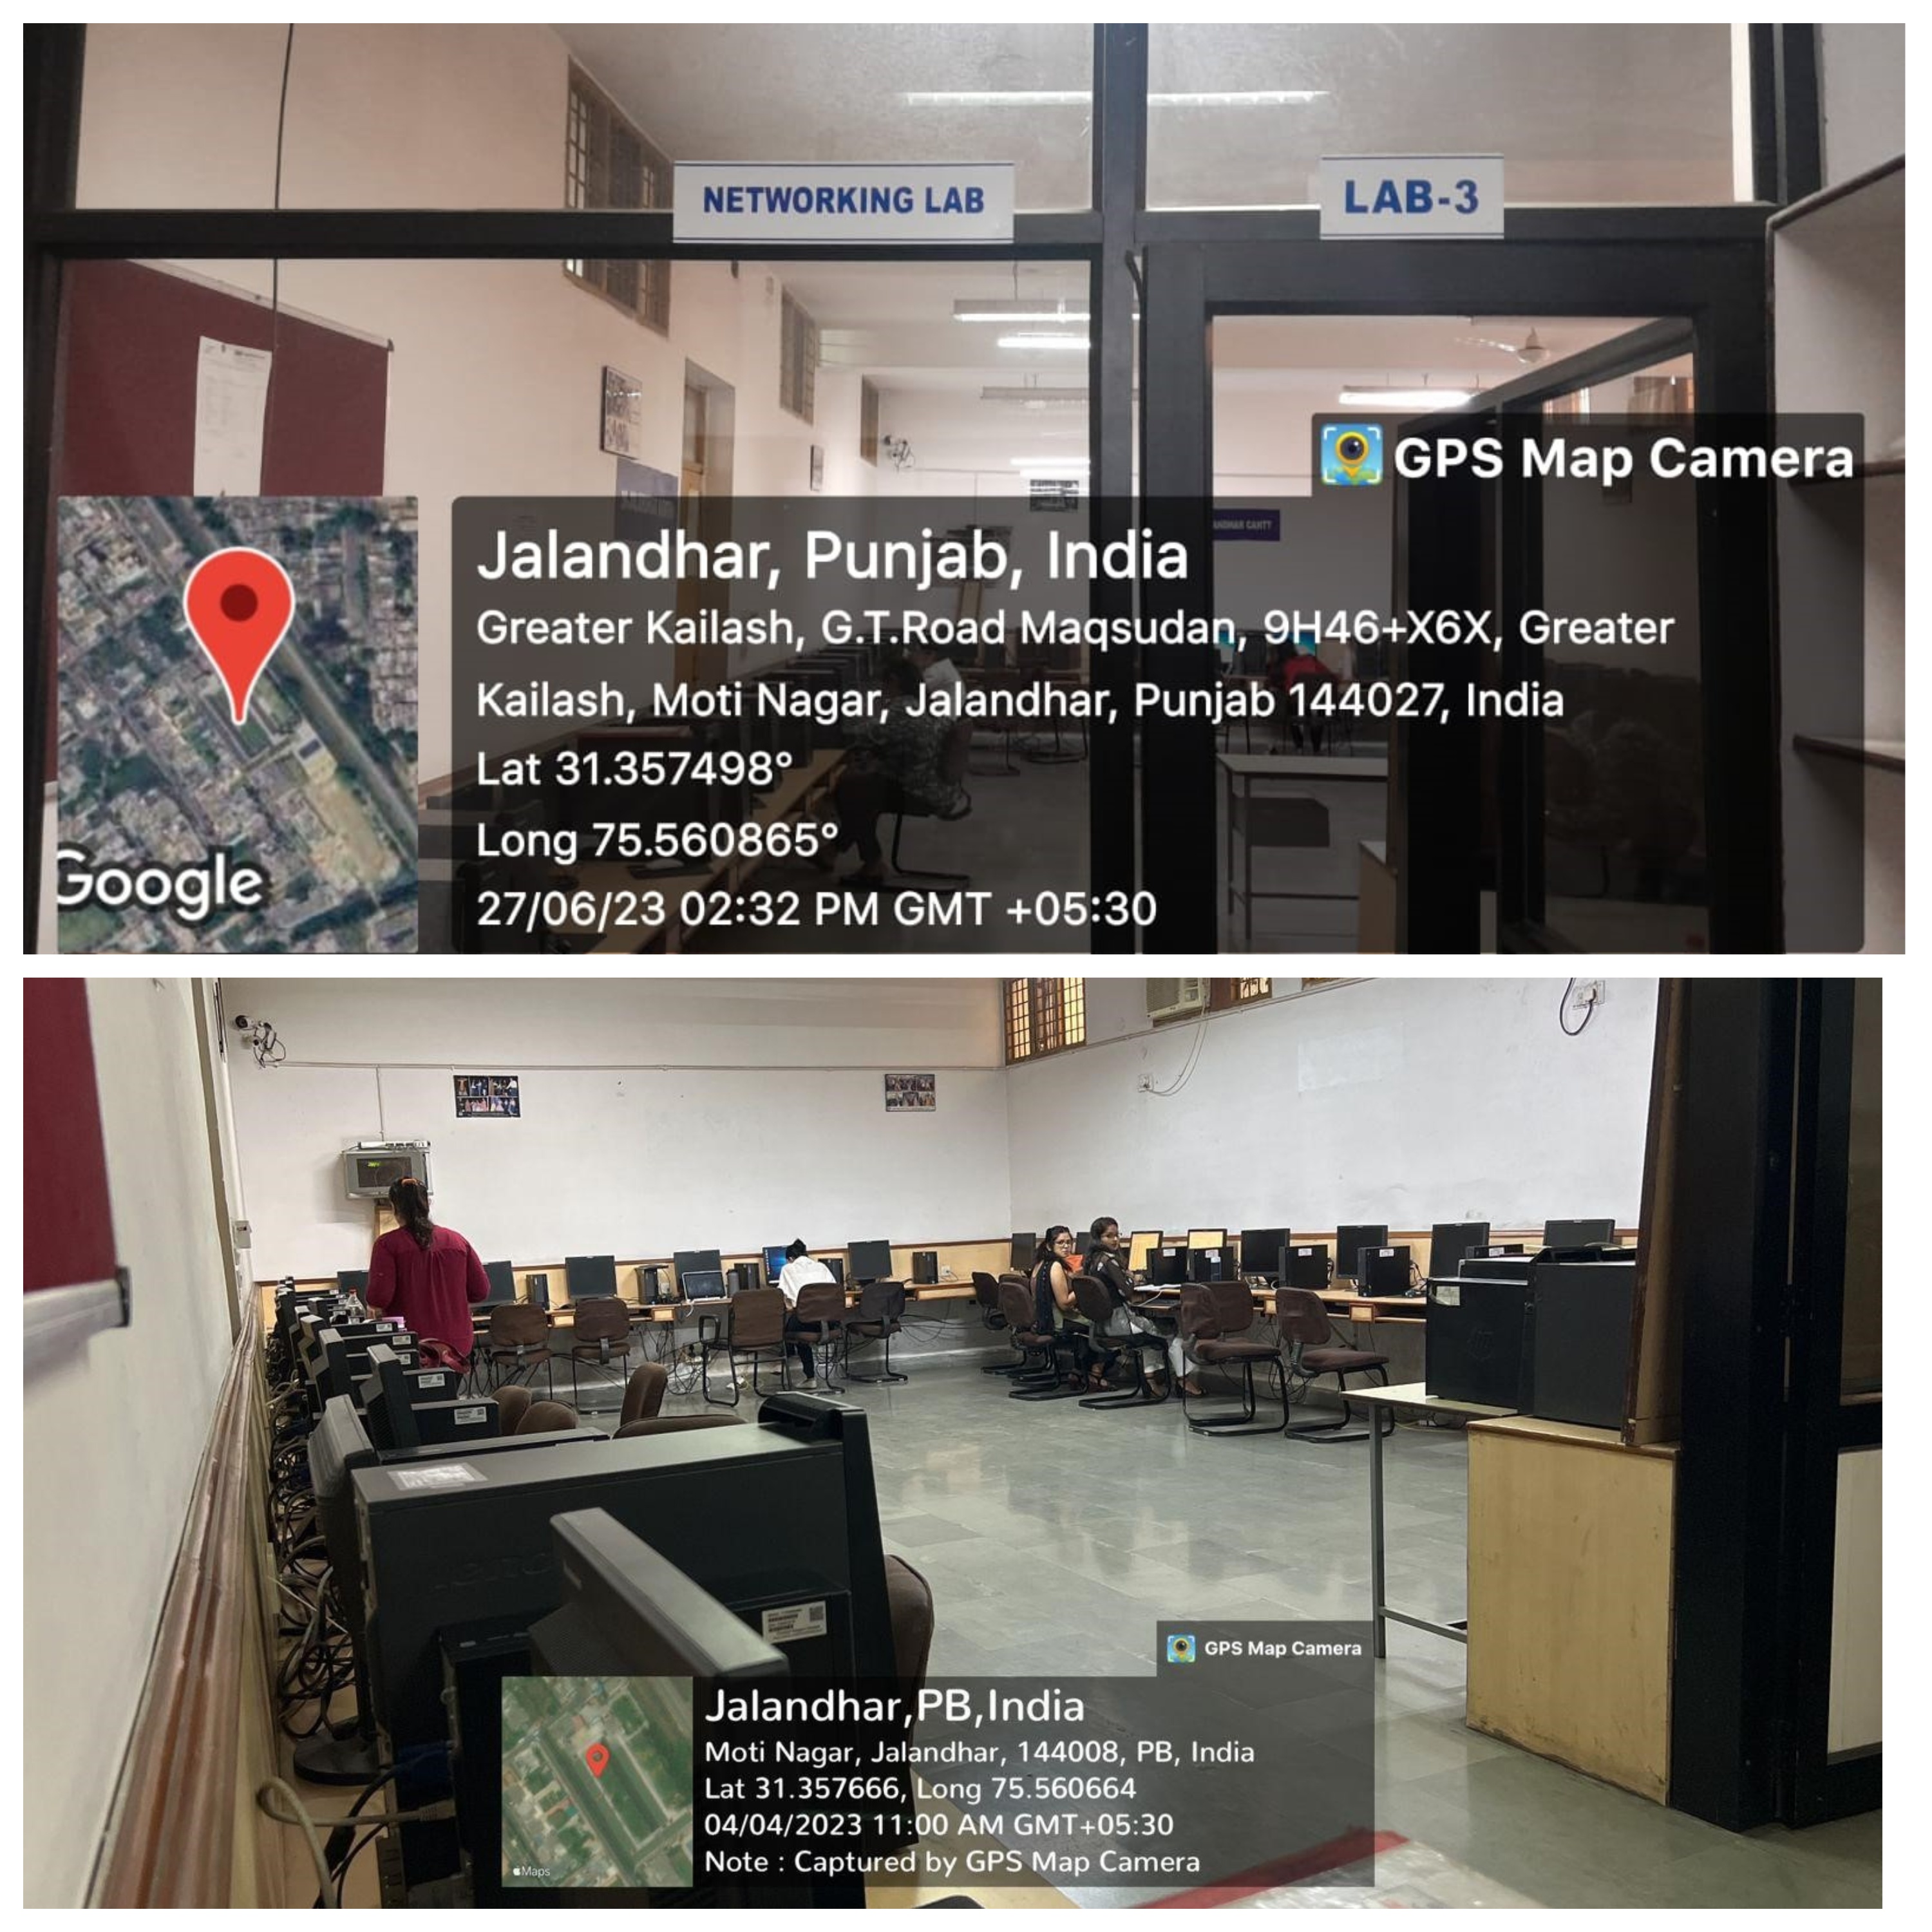 NETWORKING LAB
LAB-3
GPS Map Camera
ANDHAR CANTT
Jalandhar, Punjab, India
Greater Kailash, G.T.Road Maqsudan, 9H46+X6X, Greater
Kailash, Moti Nagar, Jalandhar, Punjab 144027, India
Lat 31.357498°
Long 75.560865°
27/06/23 02:32 PM GMT +05:30
Google
GPS Map Camera
Jalandhar,PB,India
Moti Nagar, Jalandhar, 144008, PB, India
Lat 31.357666, Long 75.560664
04/04/2023 11:00 AM GMT+05:30
Note : Captured by GPS Map Camera
Maps